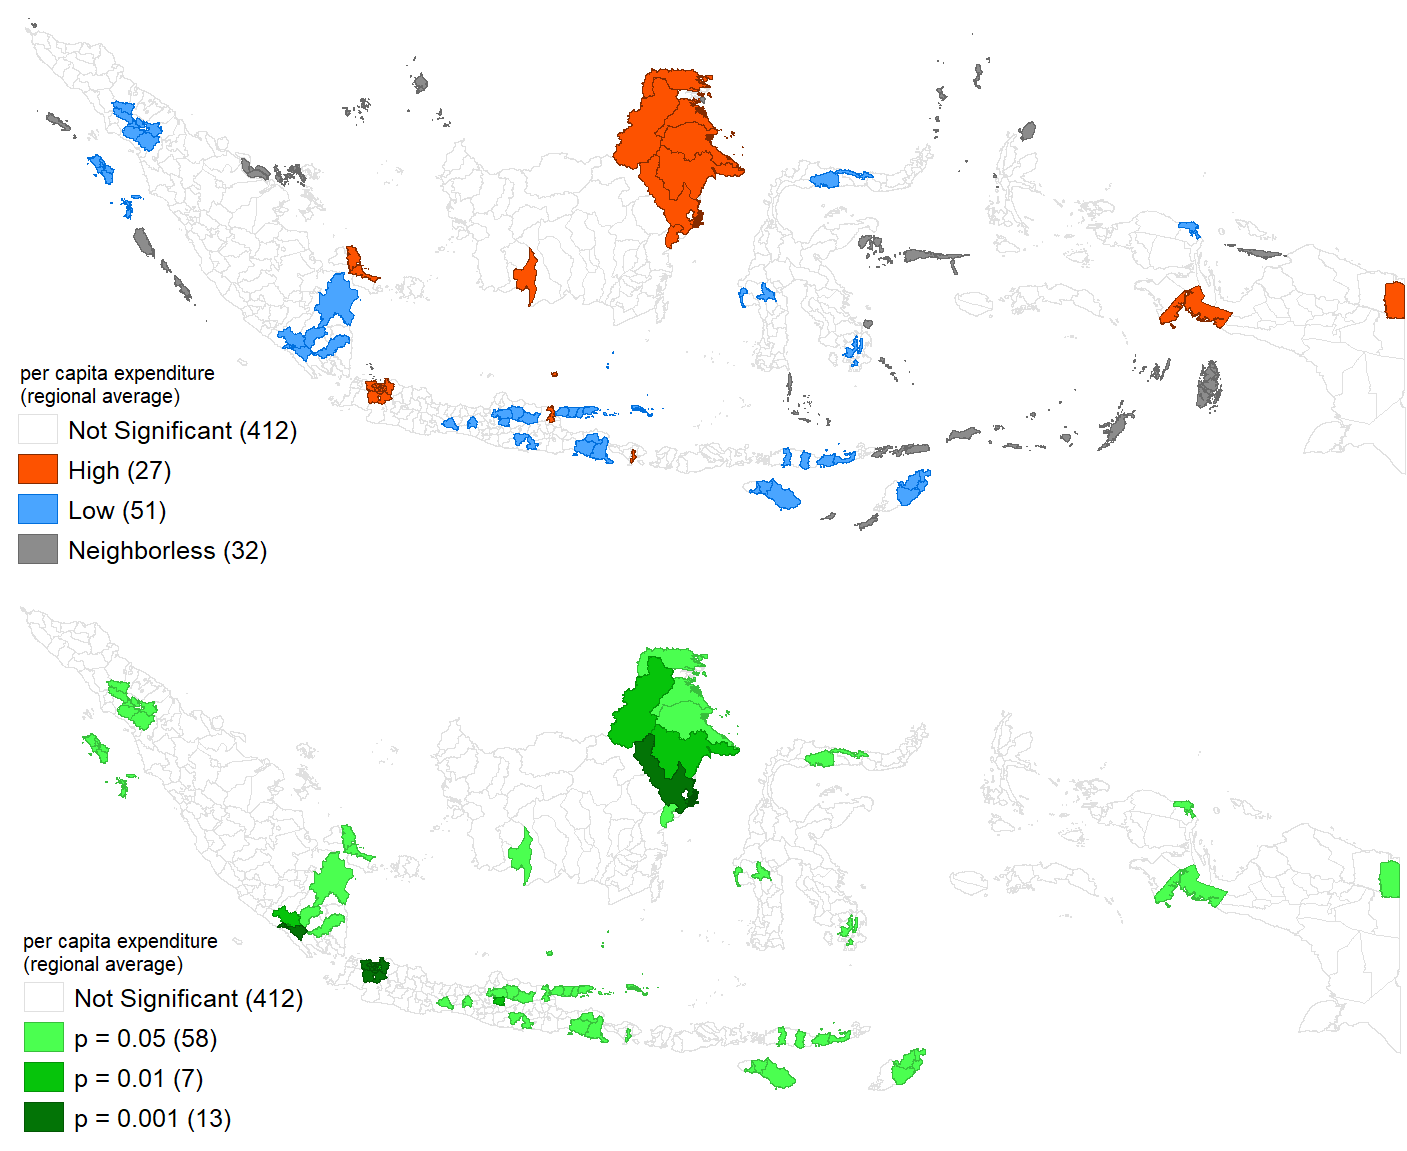 per capita expenditure
(regional average)
Not Significant (412)
High (27)
Low (51)
Neighborless (32)
per capita expenditure
(regional average)
Not Significant (412)
p = 0.05 (58)
p = 0.01 (7)
p = 0.001 (13)